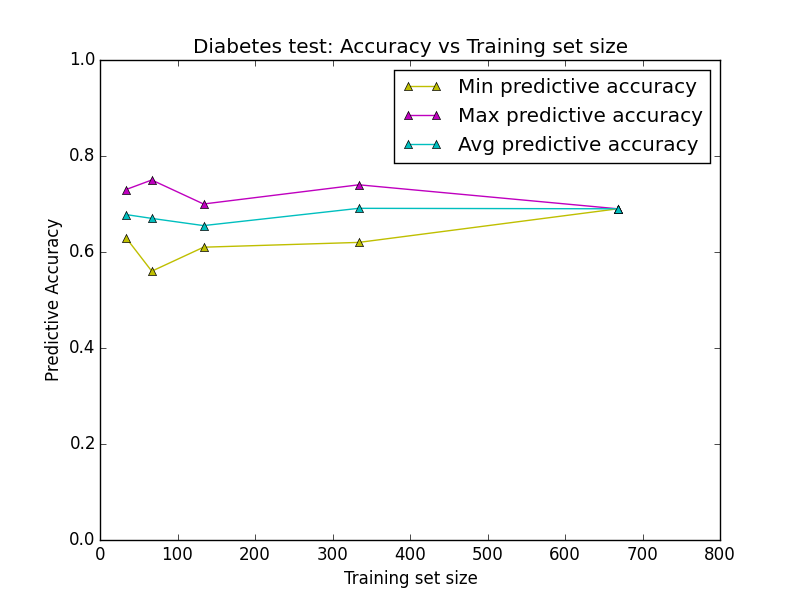 Diabetes test: Accuracy vs Training set size
Min predictive accuracy
Max predictive accuracy
Avg predictive accuracy
Predictive Accuracy
1.0
0.8
0.6
0.4
0.2
0.0
0 100 200 300 400 500 600 700 800
Training set size